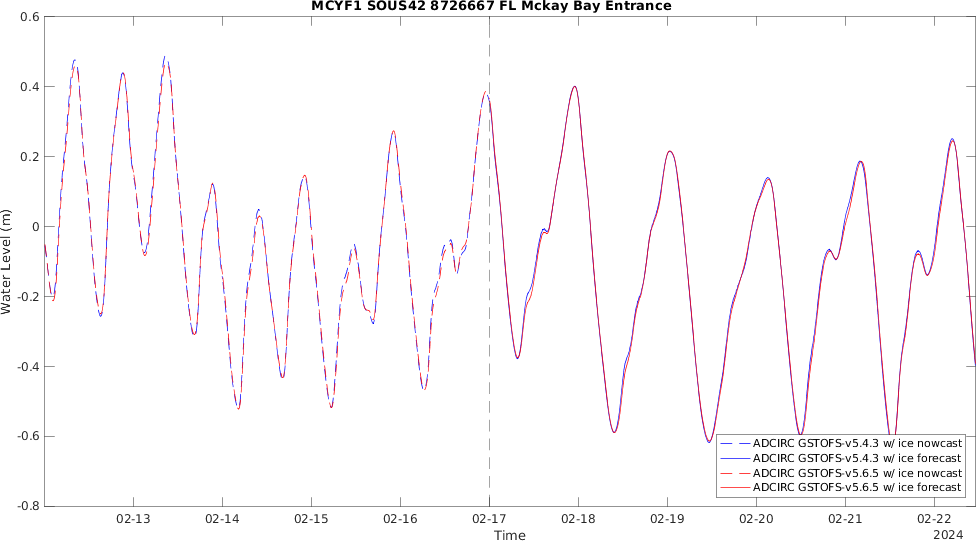 MCYF1 SOUS42 8726667 FL Mckay Bay Entrance
0.6
0.4
0.2
0
-0.2
-0.4
-0.6
-0.8
Water Level (m)
02-13 02-14 02-15 02-16 02-17 02-18 02-19 02-20 02-21 02-22
Time
2024
ADCIRC GSTOFS-v5.4.3 w/ ice nowcast
ADCIRC GSTOFS-v5.4.3 w/ ice forecast
ADCIRC GSTOFS-v5.6.5 w/ ice nowcast
ADCIRC GSTOFS-v5.6.5 w/ ice forecast